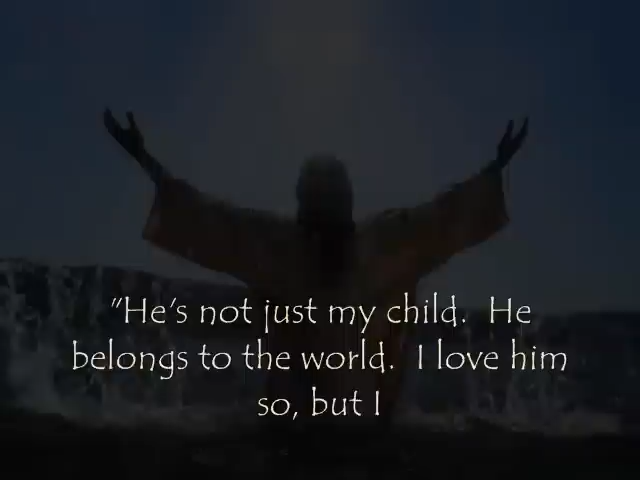 "He's not just my child.  He
belongs to the world.  I love him
so, but I